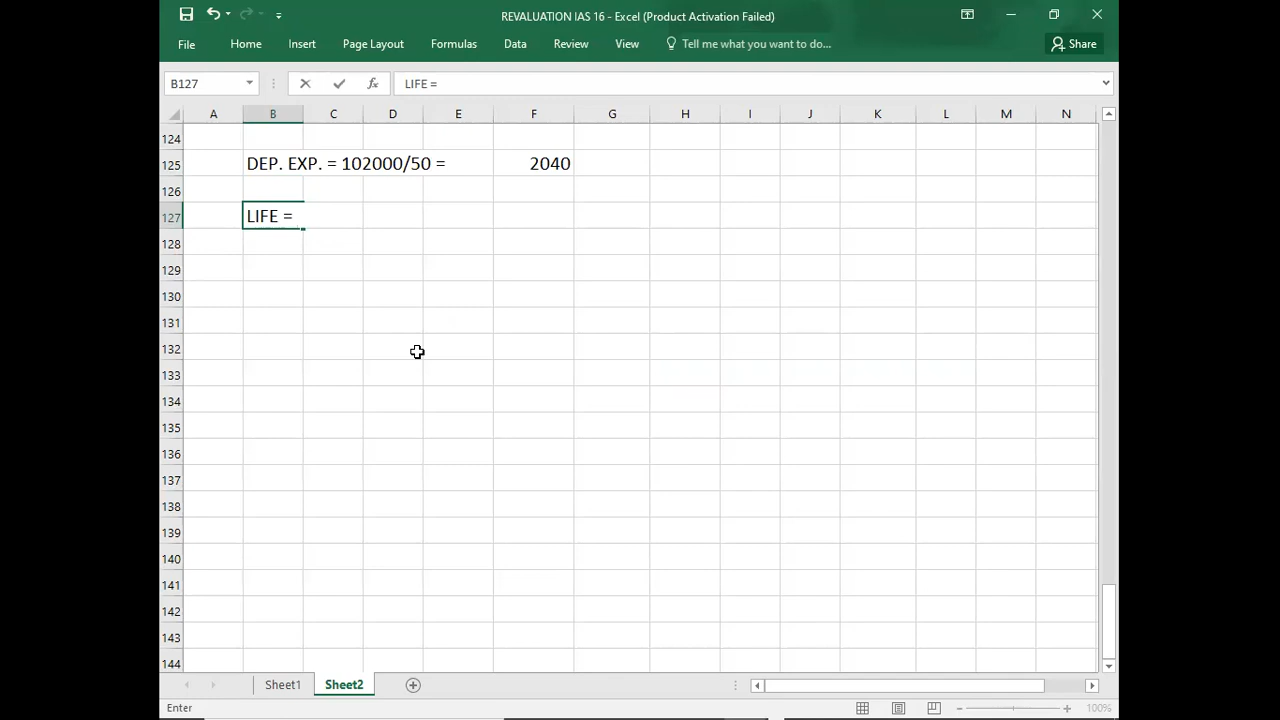 REVALUATION IAS 16 - Excel (Product Activation Failed)
File Home Insert Page Layout Formulas Data Review View Tell me what you want to do... Share
B127 fx LIFE =
A B C D E F G H I J K L M N
124
125 DEP. EXP. = 102000/50 = 2040
126
127 LIFE =
128
129
130
131
132
133
134
135
136
137
138
139
140
141
142
143
144
Sheet1 Sheet2
Enter 100%